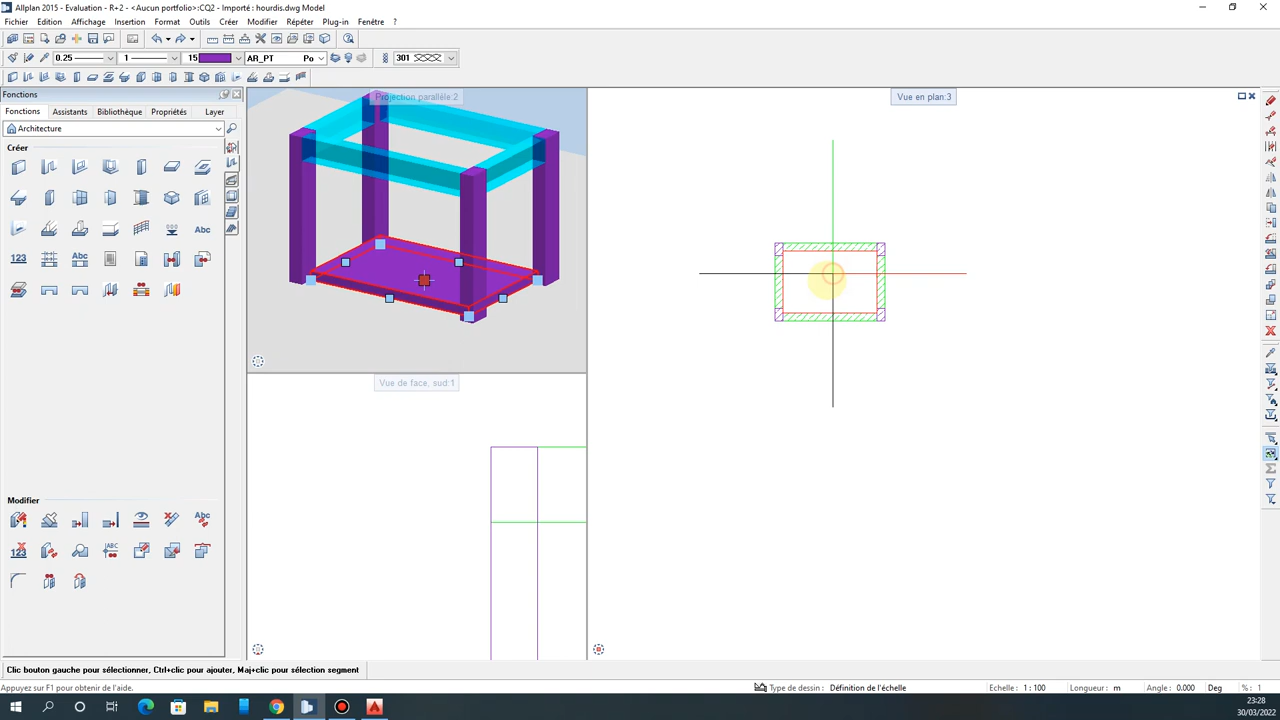 Allplan 2015 - Evaluation - R+2 - <Aucun portfolio>:CQ2 - Importé : hourdis.dwg Model
Fichier Edition Affichage Insertion Format Outils Créer Modifier Répéter Plug-in Fenêtre ?
0.25 1 15 AR_PT Po 301
Fonctions
Projection parallèle:2
Vue en plan:3
Fonctions Assistants Bibliothèque Propriétés Layer
Architecture
Créer
Abc
123 Abc
Vue de face, sud:1
Modifier
Abc
123 ABC
Clic bouton gauche pour sélectionner, Ctrl+clic pour ajouter, Maj+clic pour sélection segment
Appuyez sur F1 pour obtenir de l'aide. Type de dessin : Définition de l'échelle Echelle : 1 : 100 Longueur : m Angle : 0.000 Deg % : 1
23:28
30/03/2022